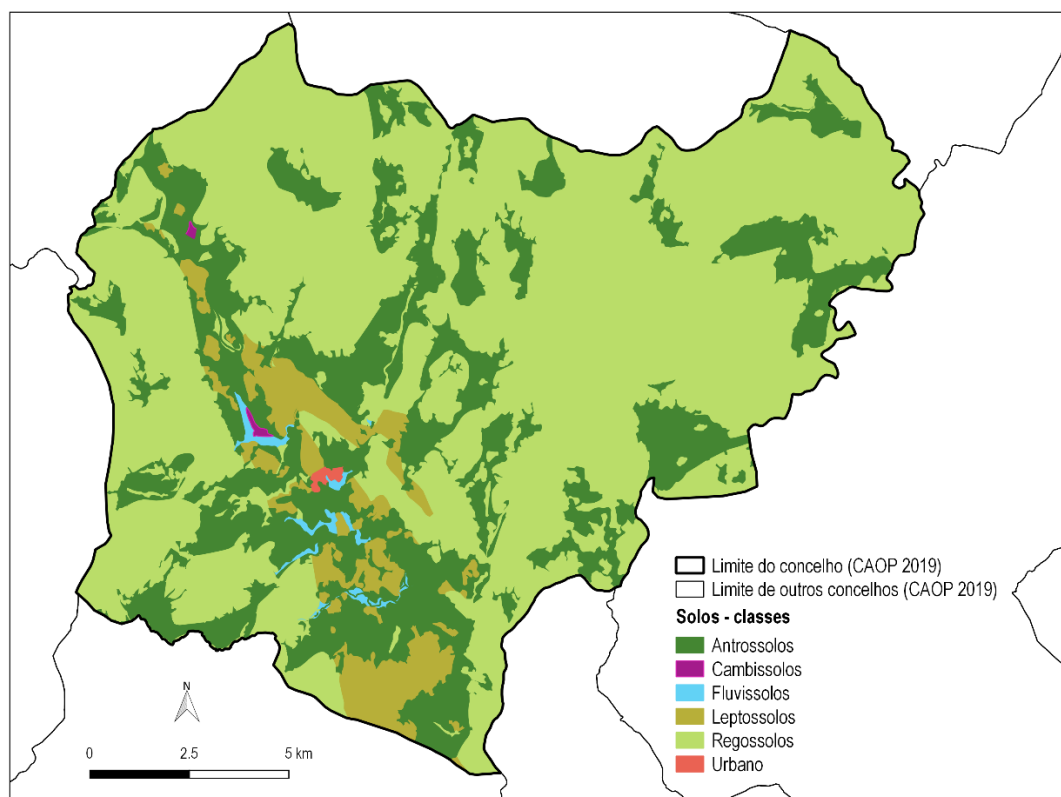 Limite do concelho (CAOP 2019)
Limite de outros concelhos (CAOP 2019)
Solos - classes
Antrossolos
Cambissolos
Fluvissolos
Leptossolos
Regossolos
Urbano
N
0 2.5 5 km